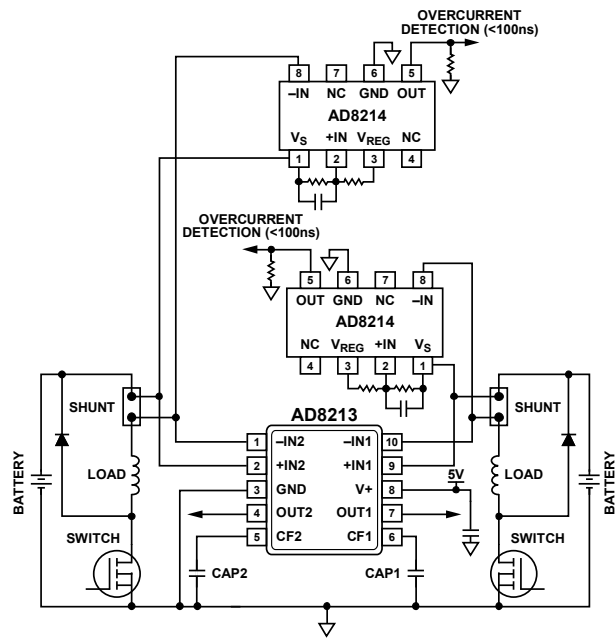 OVERCURRENT
DETECTION (<100ns)
8 7 6 5
–IN NC GND OUT
AD8214
VS +IN VREG NC
1 2 3 4
OVERCURRENT
DETECTION (<100ns)
5 6 7 8
OUT GND NC –IN
AD8214
NC VREG +IN VS
4 3 2 1
SHUNT
SHUNT
AD8213
1 –IN2 –IN1 10
2 +IN2 +IN1 9
3 GND V+ 8
4 OUT2 OUT1 7
5 CF2 CF1 6
5V
BATTERY
LOAD
LOAD
BATTERY
SWITCH
SWITCH
CAP2
CAP1